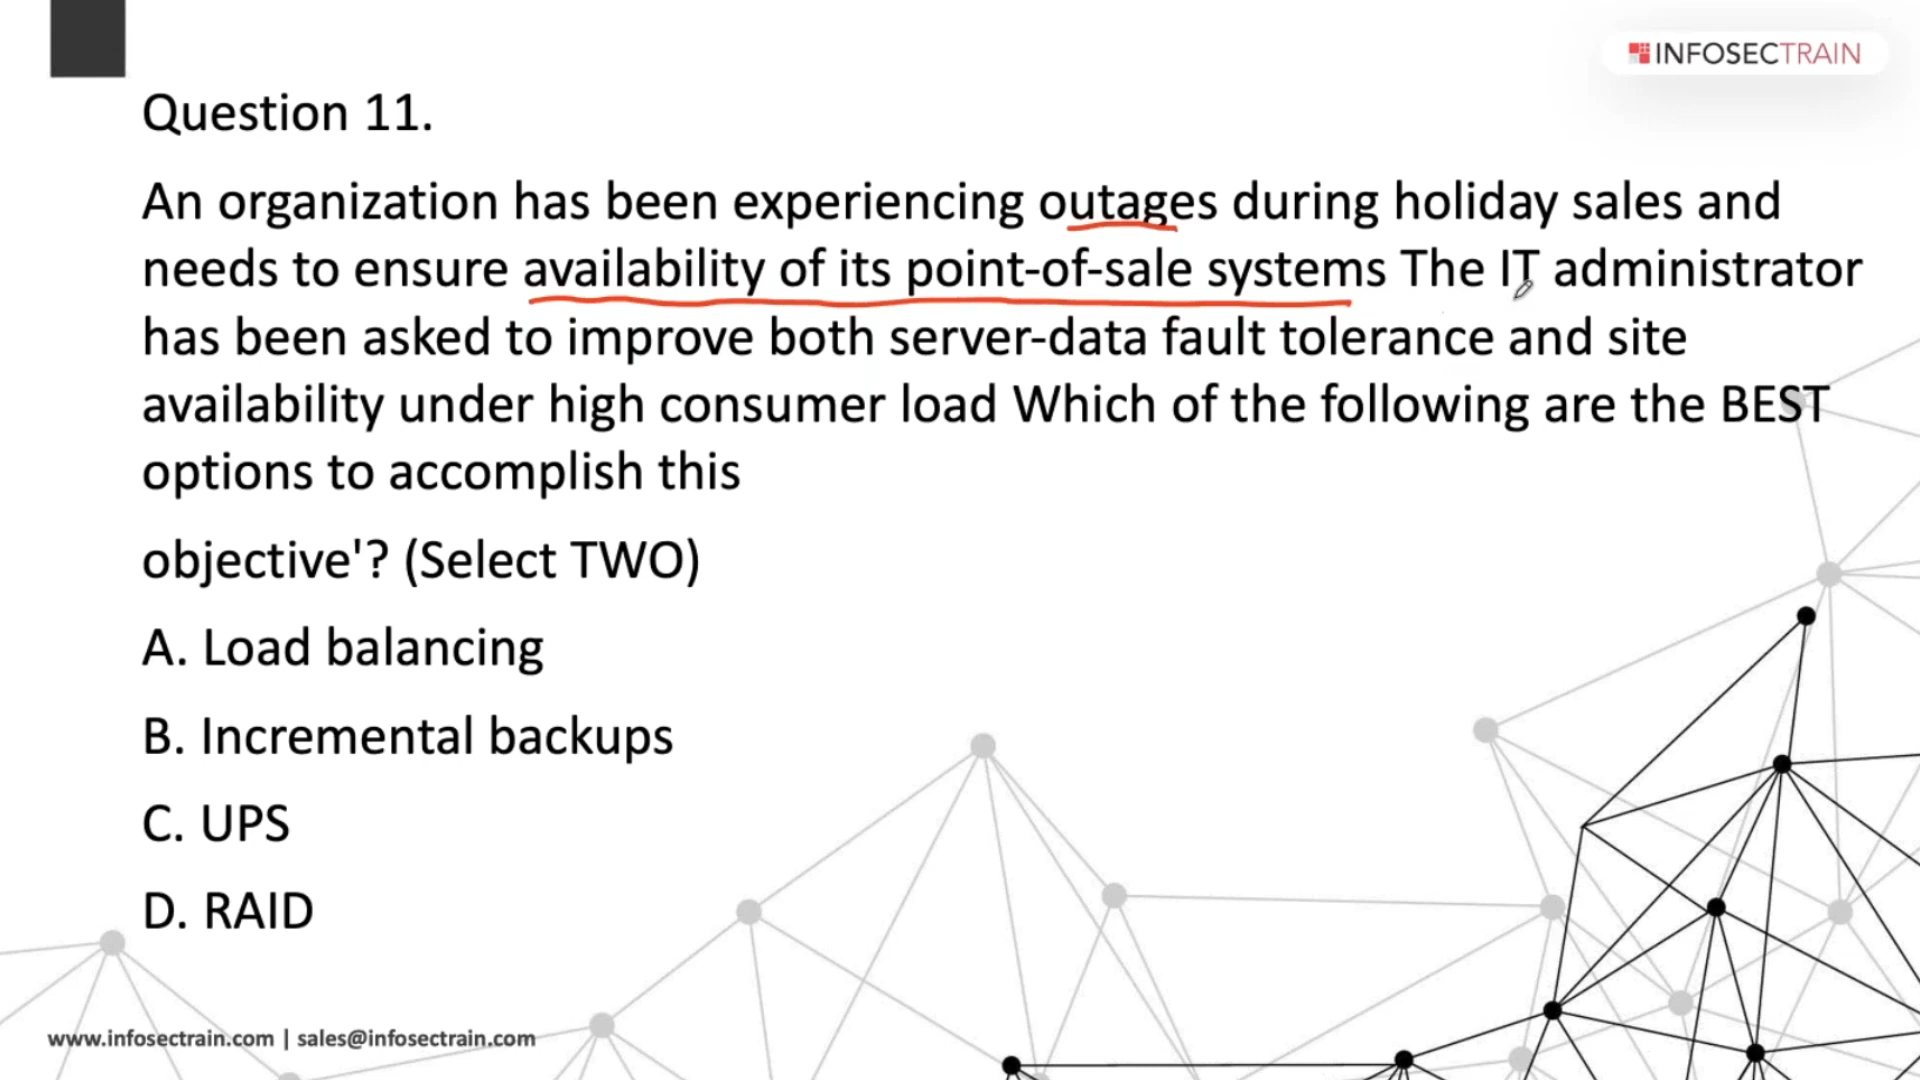 INFOSECTRAIN
Question 11.
An organization has been experiencing outages during holiday sales and
needs to ensure availability of its point-of-sale systems The IT administrator
has been asked to improve both server-data fault tolerance and site
availability under high consumer load Which of the following are the BEST
options to accomplish this
objective'? (Select TWO)
A. Load balancing
B. Incremental backups
C. UPS
D. RAID
www.infosectrain.com | sales@infosectrain.com